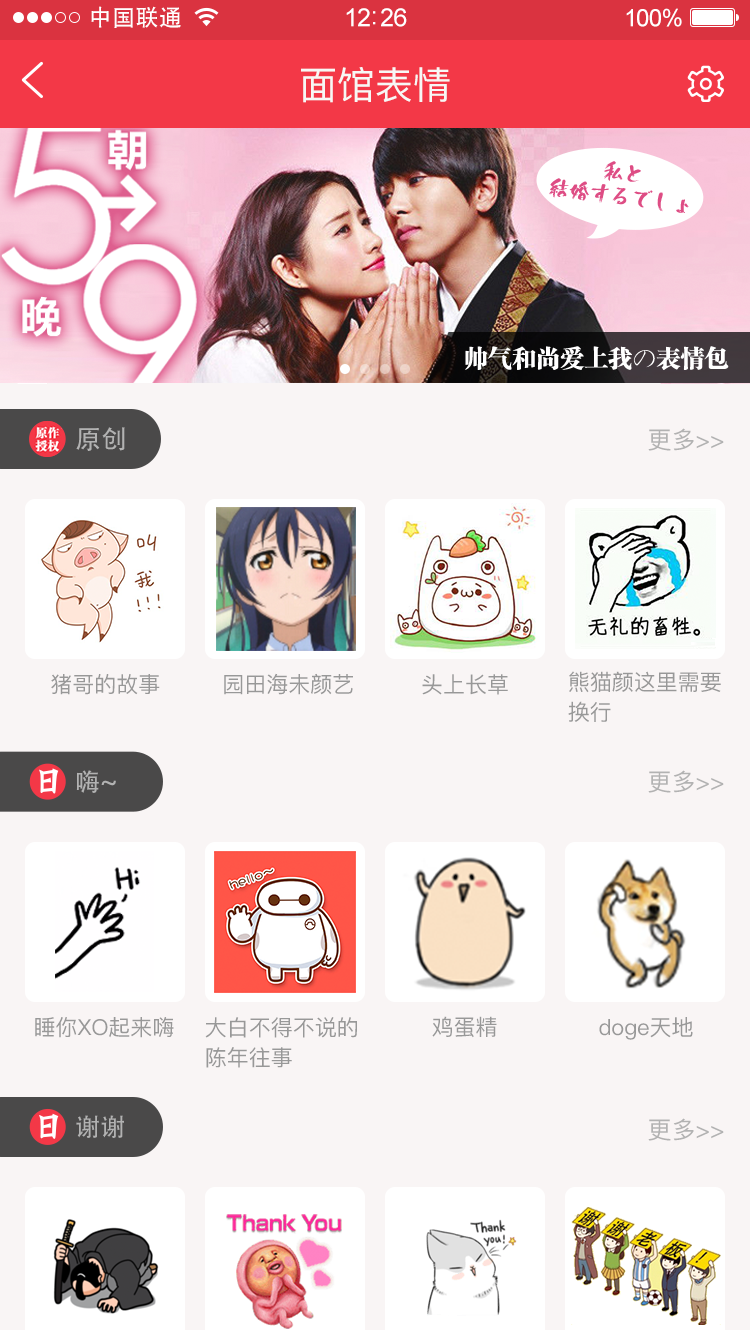 中国联通
12:26
100%
面馆表情
朝
5→9
晩
私と
結婚するでしょ
帅气和尚爱上我の表情包
原作
授权
原创
更多>>
叫
我
!!!
无礼的畜牲。
猪哥的故事
园田海未颜艺
头上长草
熊猫颜这里需要
换行
日
嗨~
更多>>
Hi
hello~
睡你XO起来嗨
大白不得不说的
陈年往事
鸡蛋精
doge天地
日
谢谢
更多>>
Thank You
Thank
you!
谢谢老板!